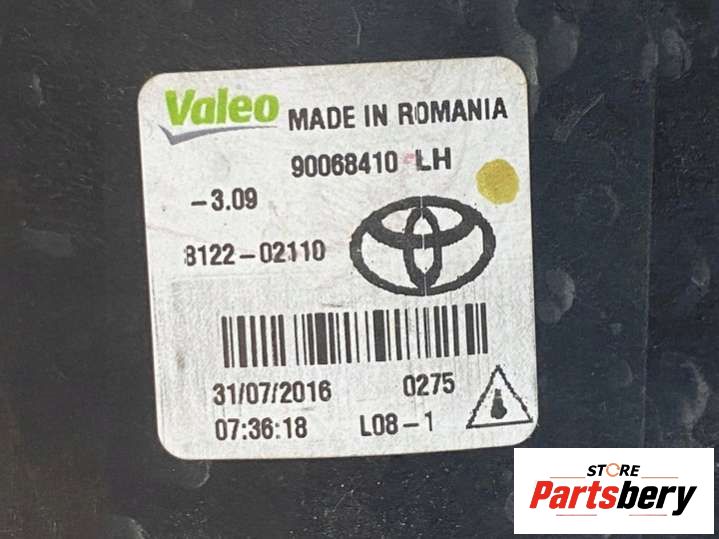 Valeo MADE IN ROMANIA
90068410 LH
-3.09
8122-02110
31/07/2016 0275
07:36:18 L08-1
STORE
Partsbery